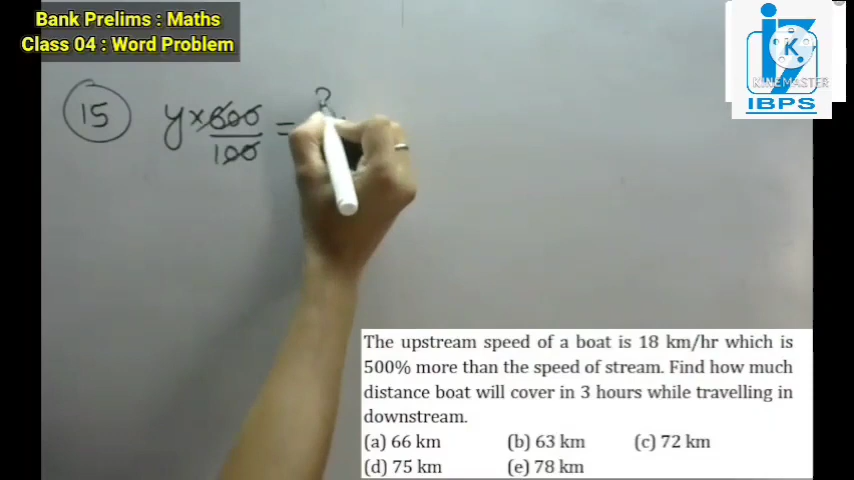 Bank Prelims : Maths
Class 04 : Word Problem
K
KINEMASTER
IBPS
15 y × 600 =
100
The upstream speed of a boat is 18 km/hr which is
500% more than the speed of stream. Find how much
distance boat will cover in 3 hours while travelling in
downstream.
(a) 66 km (b) 63 km (c) 72 km
(d) 75 km (e) 78 km